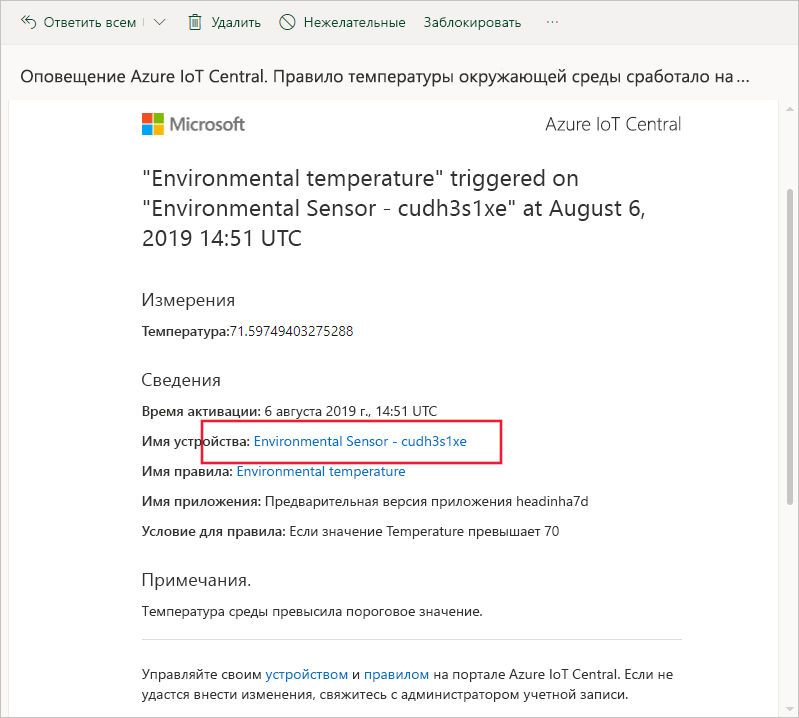 Ответить всем Удалить Нежелательные Заблокировать ...
Оповещение Azure IoT Central. Правило температуры окружающей среды сработало на...
Microsoft Azure IoT Central
"Environmental temperature" triggered on
"Environmental Sensor - cudh3s1xe" at August 6,
2019 14:51 UTC
Измерения
Температура:71.59749403275288
Сведения
Время активации: 6 августа 2019 г., 14:51 UTC
Имя устройства: Environmental Sensor - cudh3s1xe
Имя правила: Environmental temperature
Имя приложения: Предварительная версия приложения headinha7d
Условие для правила: Если значение Temperature превышает 70
Примечания.
Температура среды превысила пороговое значение.
Управляйте своим устройством и правилом на портале Azure IoT Central. Если не
удастся внести изменения, свяжитесь с администратором учетной записи.